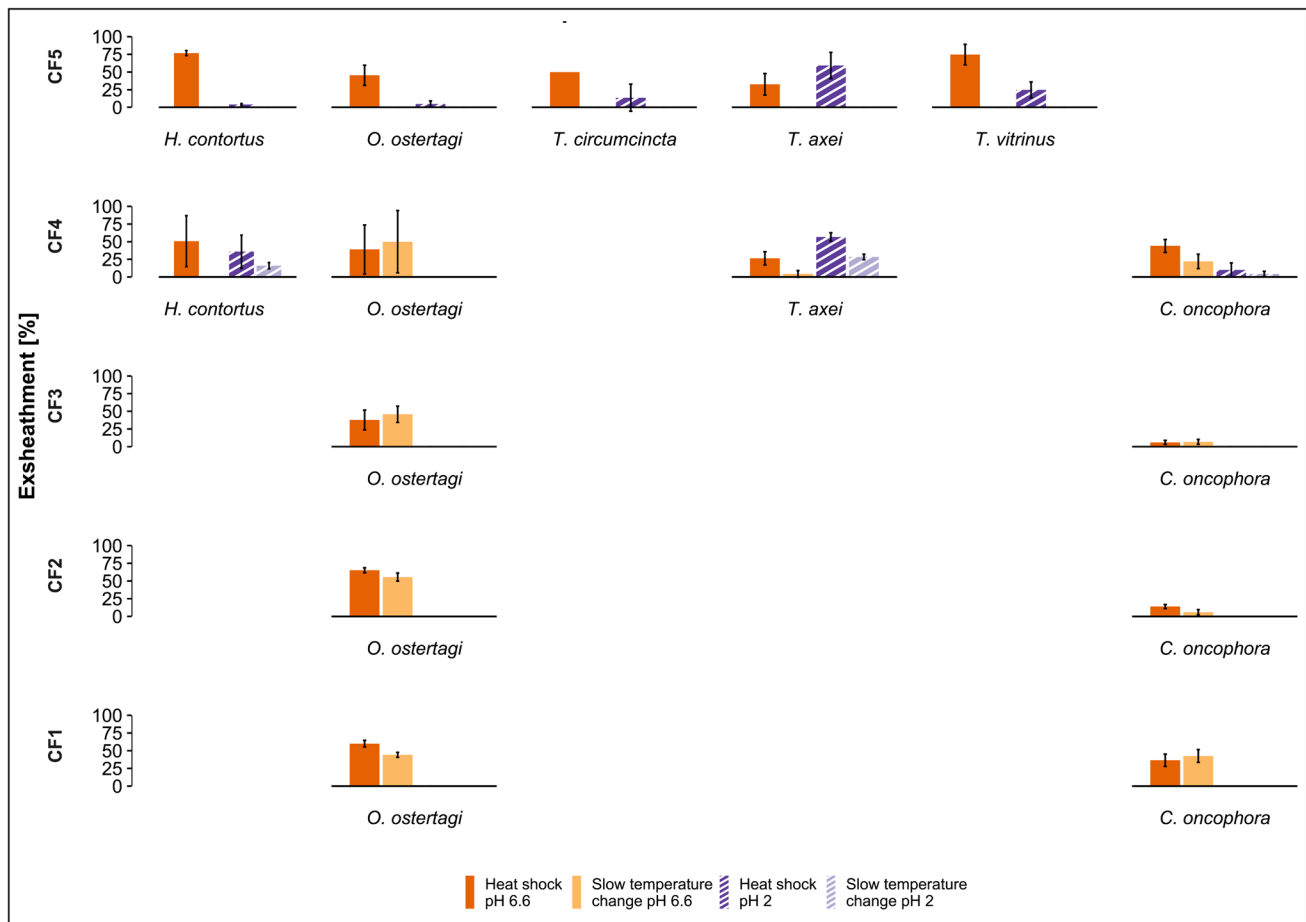 CF5
100
75
50
25
0
H. contortus
O. ostertagi
T. circumcincta
T. axei
T. vitrinus
CF4
100
75
50
25
0
H. contortus
O. ostertagi
T. axei
C. oncophora
Exsheathment [%]
CF3
100
75
50
25
0
O. ostertagi
C. oncophora
CF2
100
75
50
25
0
O. ostertagi
C. oncophora
CF1
100
75
50
25
0
O. ostertagi
C. oncophora
Heat shock
pH 6.6
Slow temperature
change pH 6.6
Heat shock
pH 2
Slow temperature
change pH 2